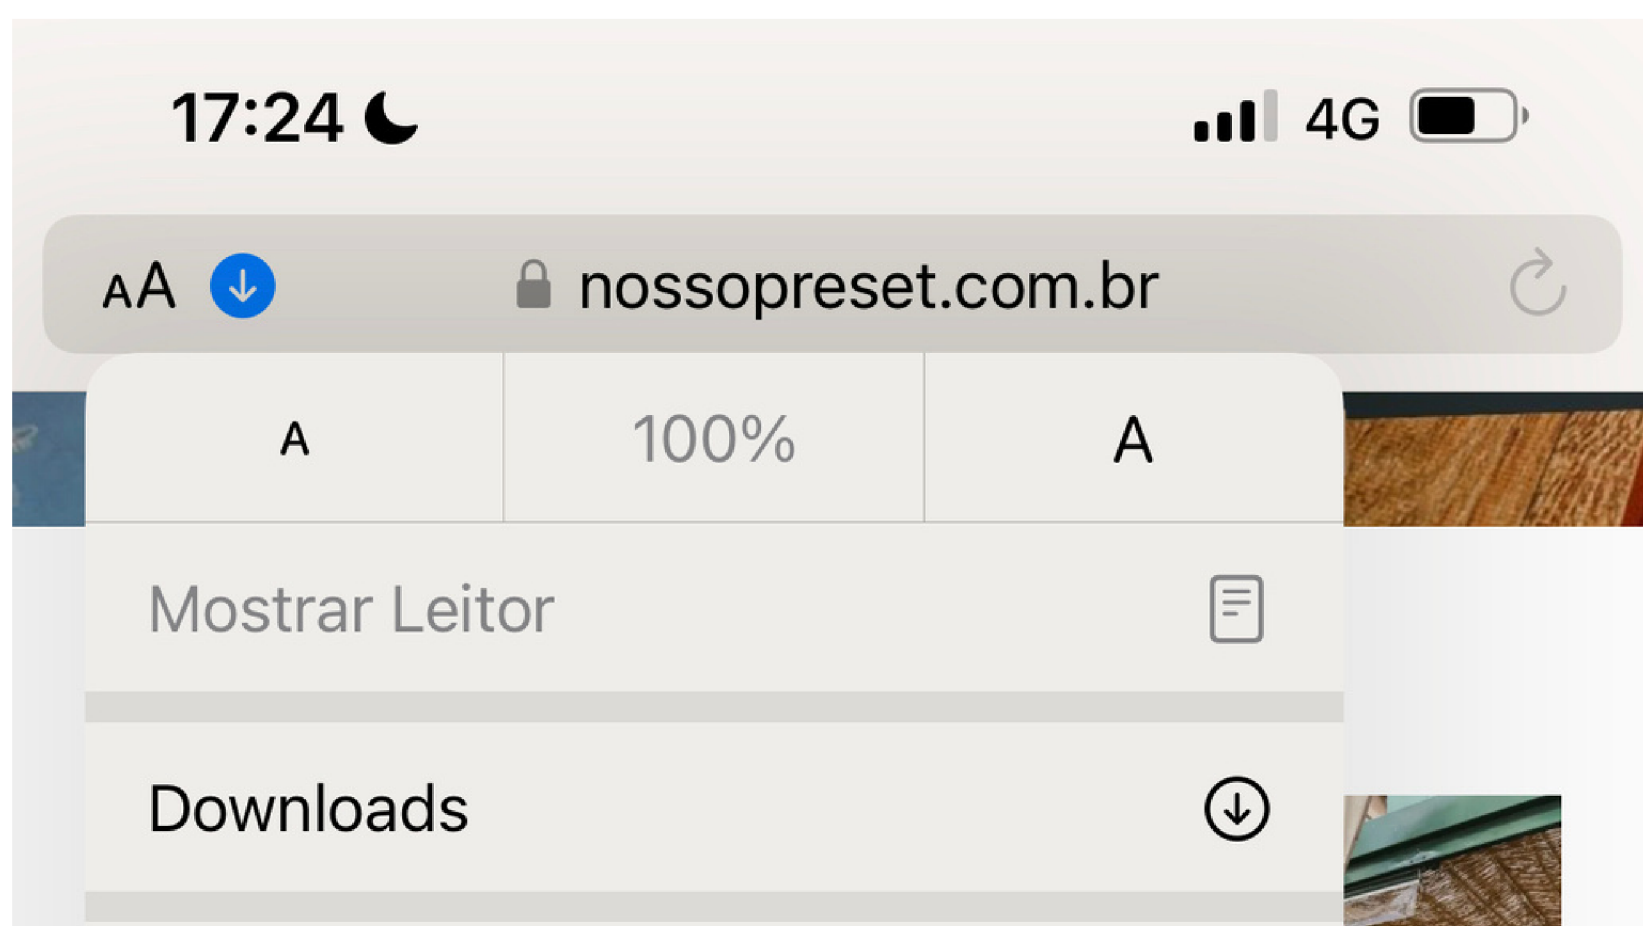 17:24 4G
AA nossopreset.com.br
A 100% A
Mostrar Leitor
Downloads